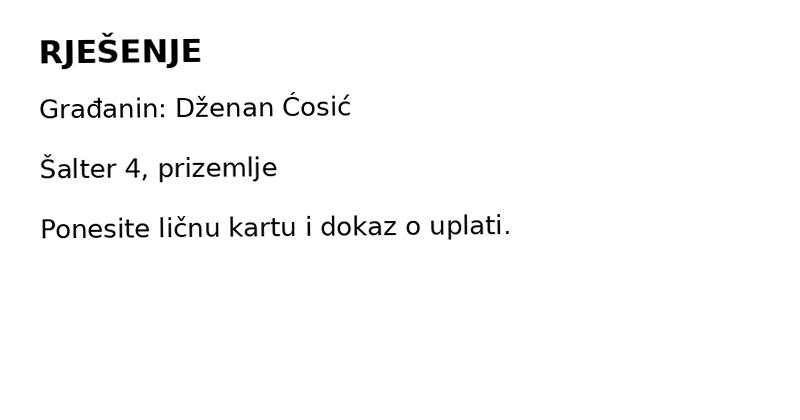 RJEŠENJE
Građanin: Dženan Ćosić
Šalter 4, prizemlje
Ponesite ličnu kartu i dokaz o uplati.